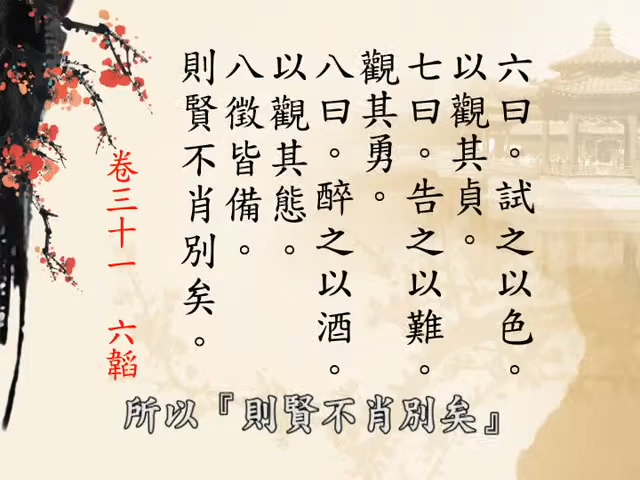 六曰。試之以色。
以觀其貞。
七曰。告之以難。
觀其勇。
八曰。醉之以酒。
以觀其態。
八徵皆備。
則賢不肖別矣。
卷三十一 六韜
所以『則賢不肖別矣』